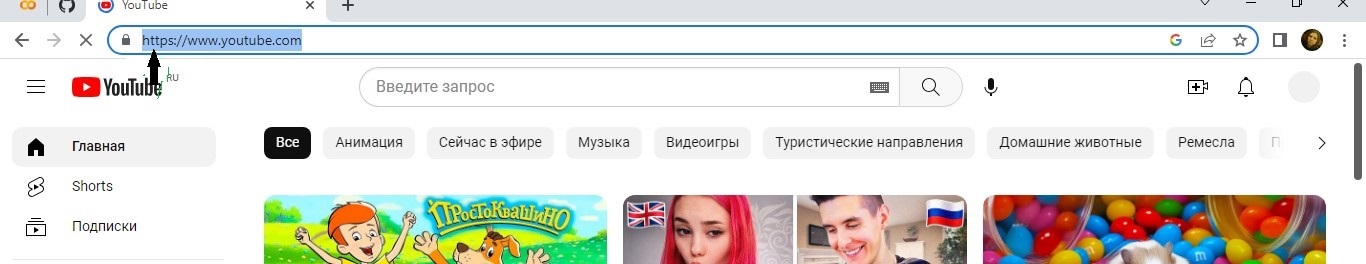 YouTube
https://www.youtube.com
YouTube RU
Введите запрос
Все Анимация Сейчас в эфире Музыка Видеоигры Туристические направления Домашние животные Ремесла
Главная
Shorts
Подписки
ПРОСТОКВАШИНО
m